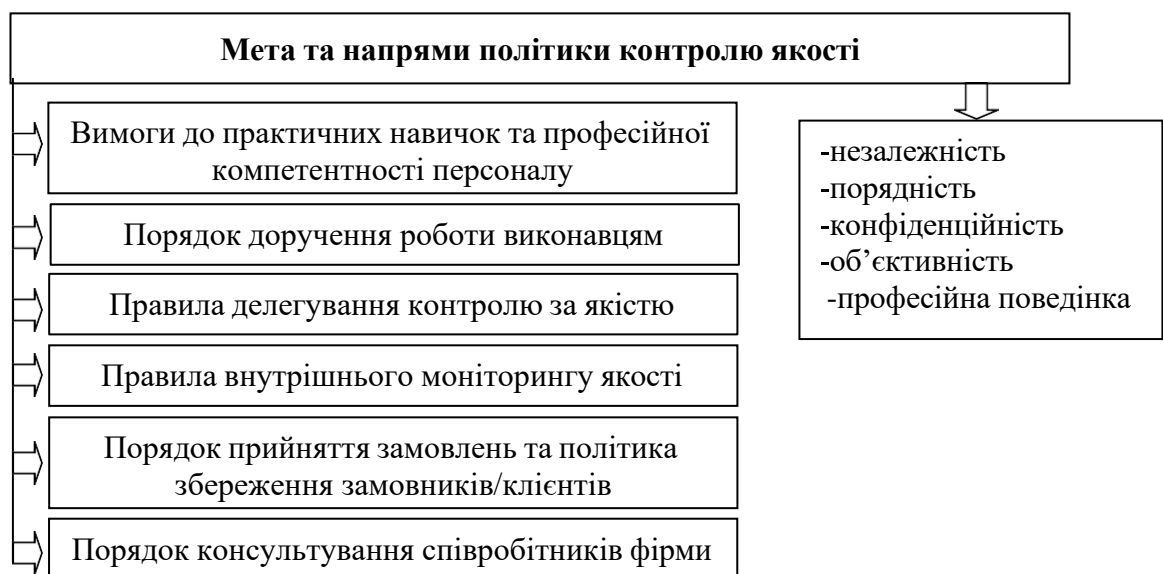 Мета та напрями політики контролю якості
Вимоги до практичних навичок та професійної
компетентності персоналу
Порядок доручення роботи виконавцям
Правила делегування контролю за якістю
Правила внутрішнього моніторингу якості
Порядок прийняття замовлень та політика
збереження замовників/клієнтів
Порядок консультування співробітників фірми
-незалежність
-порядність
-конфіденційність
-об’єктивність
-професійна поведінка